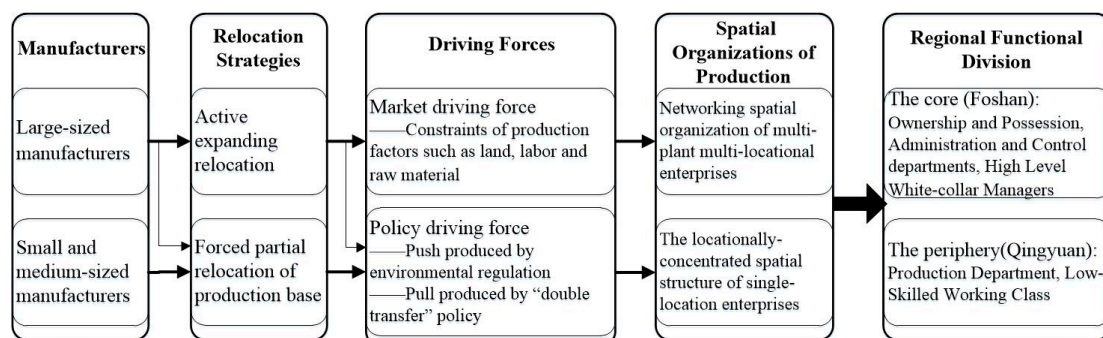 Manufacturers
Large-sized
manufacturers
Small and
medium-sized
manufacturers
Relocation
Strategies
Active
expanding
relocation
Forced partial
relocation of
production base
Driving Forces
Market driving force
——Constraints of production
factors such as land, labor and
raw material
Policy driving force
——Push produced by
environmental regulation
——Pull produced by “double
transfer” policy
Spatial
Organizations of
Production
Networking spatial
organization of multi-
plant multi-locational
enterprises
The locationally-
concentrated spatial
structure of single-
location enterprises
Regional Functional
Division
The core (Foshan):
Ownership and Possession,
Administration and Control
departments, High Level
White-collar Managers
The periphery(Qingyuan):
Production Department, Low-
Skilled Working Class